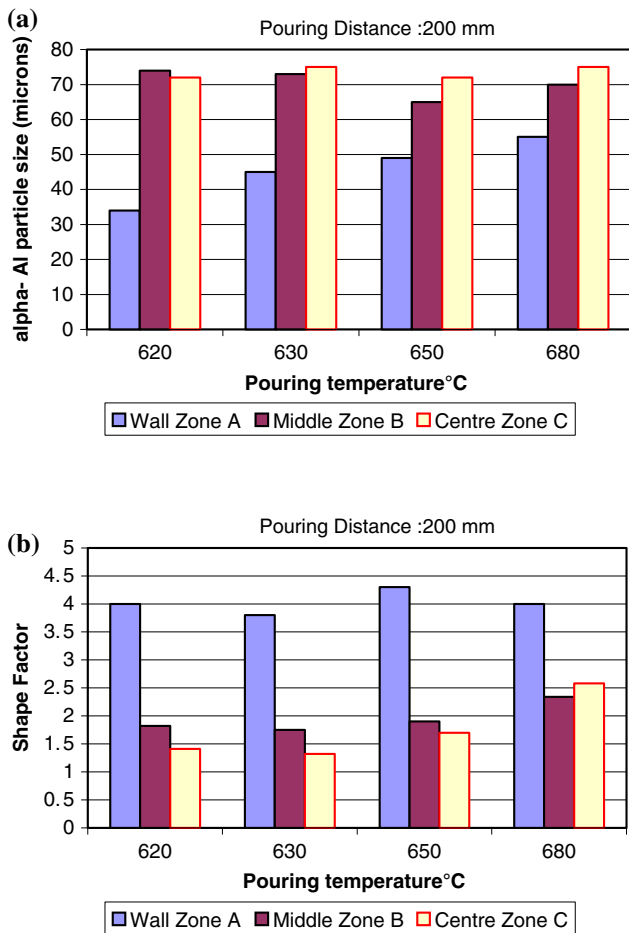 (a)
Pouring Distance :200 mm
alpha- Al particle size (microns)
80
70
60
50
40
30
20
10
0
620 630 650 680
Pouring temperature°C
Wall Zone A Middle Zone B Centre Zone C
(b)
Pouring Distance :200 mm
Shape Factor
5
4.5
4
3.5
3
2.5
2
1.5
1
0.5
0
620 630 650 680
Pouring temperature°C
Wall Zone A Middle Zone B Centre Zone C